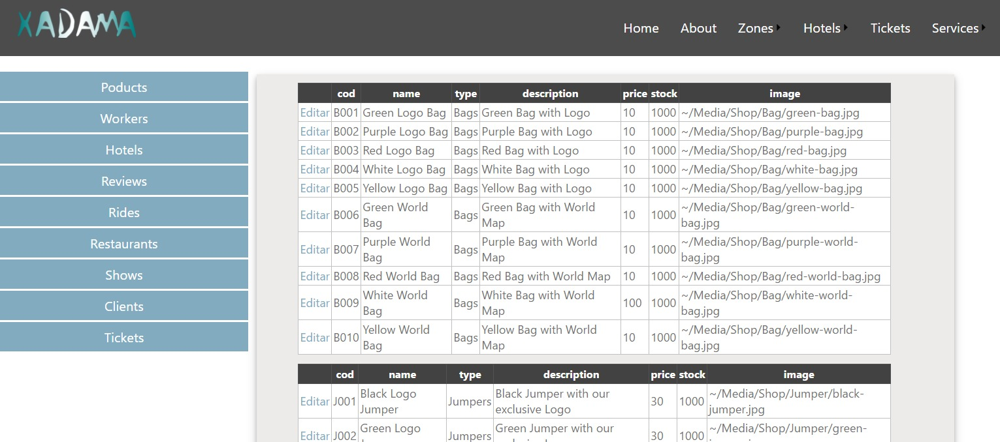 XADAMA
Home About Zones Hotels Tickets Services
Poducts
Workers
Hotels
Reviews
Rides
Restaurants
Shows
Clients
Tickets
cod name type description price stock image
Editar B001 Green Logo Bag Bags Green Bag with Logo 10 1000 ~/Media/Shop/Bag/green-bag.jpg
Editar B002 Purple Logo Bag Bags Purple Bag with Logo 10 1000 ~/Media/Shop/Bag/purple-bag.jpg
Editar B003 Red Logo Bag Bags Red Bag with Logo 10 1000 ~/Media/Shop/Bag/red-bag.jpg
Editar B004 White Logo Bag Bags White Bag with Logo 10 1000 ~/Media/Shop/Bag/white-bag.jpg
Editar B005 Yellow Logo Bag Bags Yellow Bag with Logo 10 1000 ~/Media/Shop/Bag/yellow-bag.jpg
Editar B006 Green World Bag Bags Green Bag with World Map 10 1000 ~/Media/Shop/Bag/green-world-bag.jpg
Editar B007 Purple World Bag Bags Purple Bag with World Map 10 1000 ~/Media/Shop/Bag/purple-world-bag.jpg
Editar B008 Red World Bag Bags Red Bag with World Map 10 1000 ~/Media/Shop/Bag/red-world-bag.jpg
Editar B009 White World Bag Bags White Bag with World Map 100 1000 ~/Media/Shop/Bag/white-world-bag.jpg
Editar B010 Yellow World Bag Bags Yellow Bag with World Map 10 1000 ~/Media/Shop/Bag/yellow-world-bag.jpg
cod name type description price stock image
Editar J001 Black Logo Jumper Jumpers Black Jumper with our exclusive Logo 30 1000 ~/Media/Shop/Jumper/black-jumper.jpg
Editar J002 Green Logo Jumpers Green Jumper with our 30 1000 ~/Media/Shop/Jumper/green-